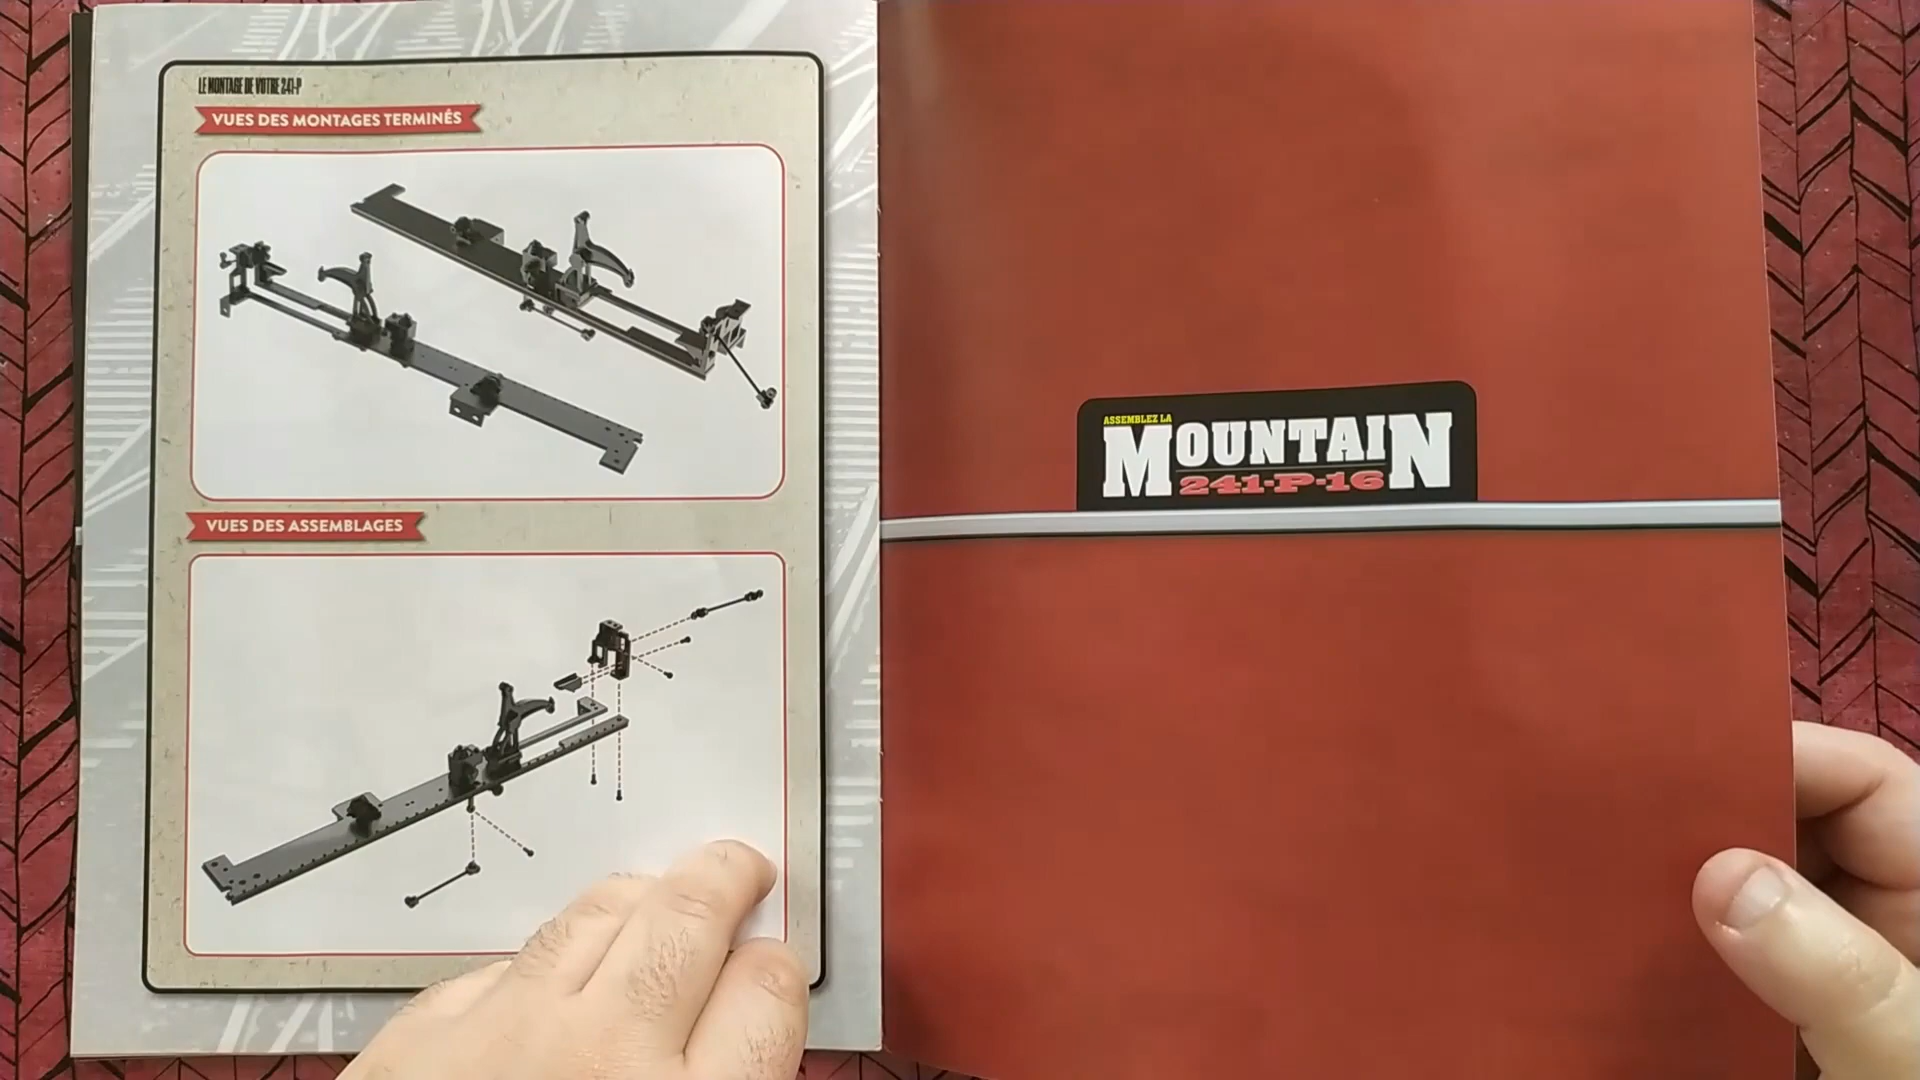 LE MONTAGE DE VOTRE 241-P
VUES DES MONTAGES TERMINÉS
VUES DES ASSEMBLAGES
ASSEMBLEZ LA
MOUNTAIN
241-P-16